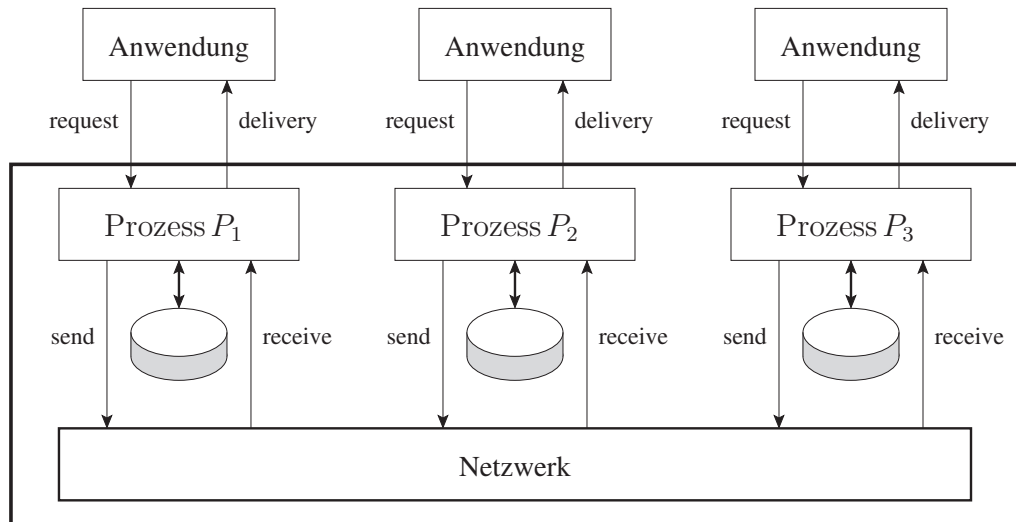 Anwendung Anwendung Anwendung
request delivery request delivery request delivery
Prozess P₁ Prozess P₂ Prozess P₃
send receive send receive send receive
Netzwerk